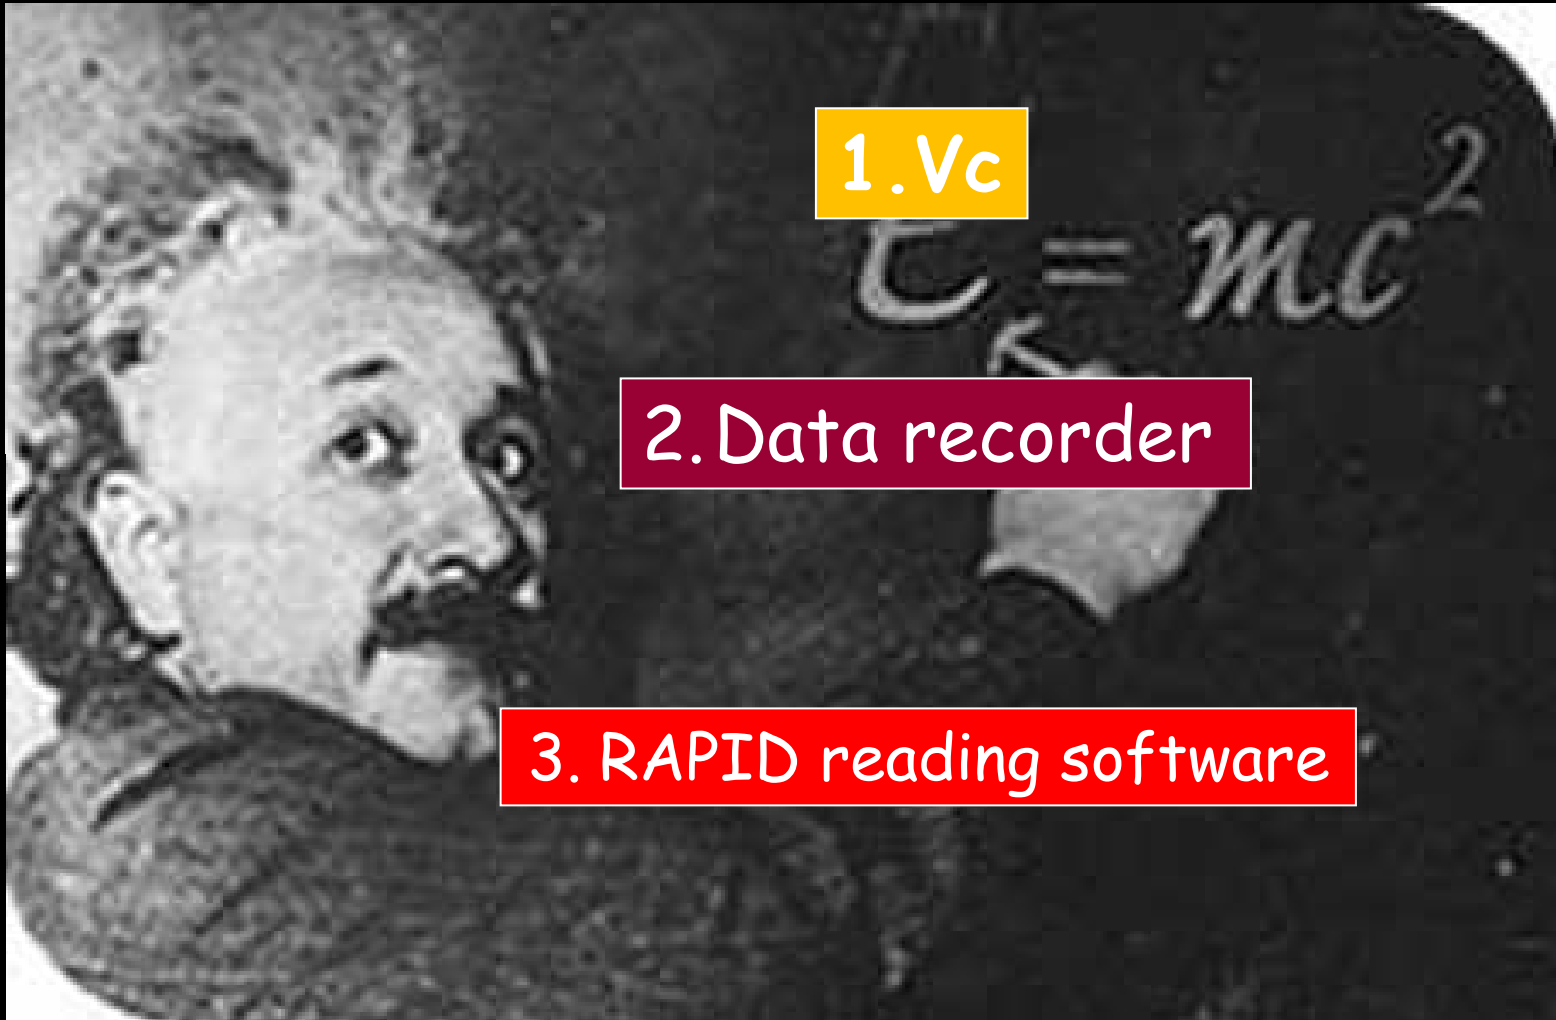 1.Vc
E = mc²
2.Data recorder
3. RAPID reading software